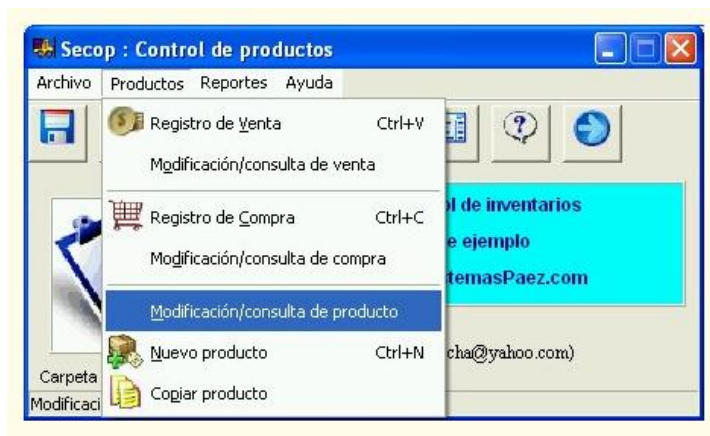 Secop : Control de productos
Archivo Productos Reportes Ayuda
Registro de Venta Ctrl+V
Modificación/consulta de venta
Registro de Compra Ctrl+C
Modificación/consulta de compra
Modificación/consulta de producto
Nuevo producto Ctrl+N
Copiar producto
de inventarios
ejemplo
temasPaez.com
cha@yahoo.com)
Carpeta
Modificaci